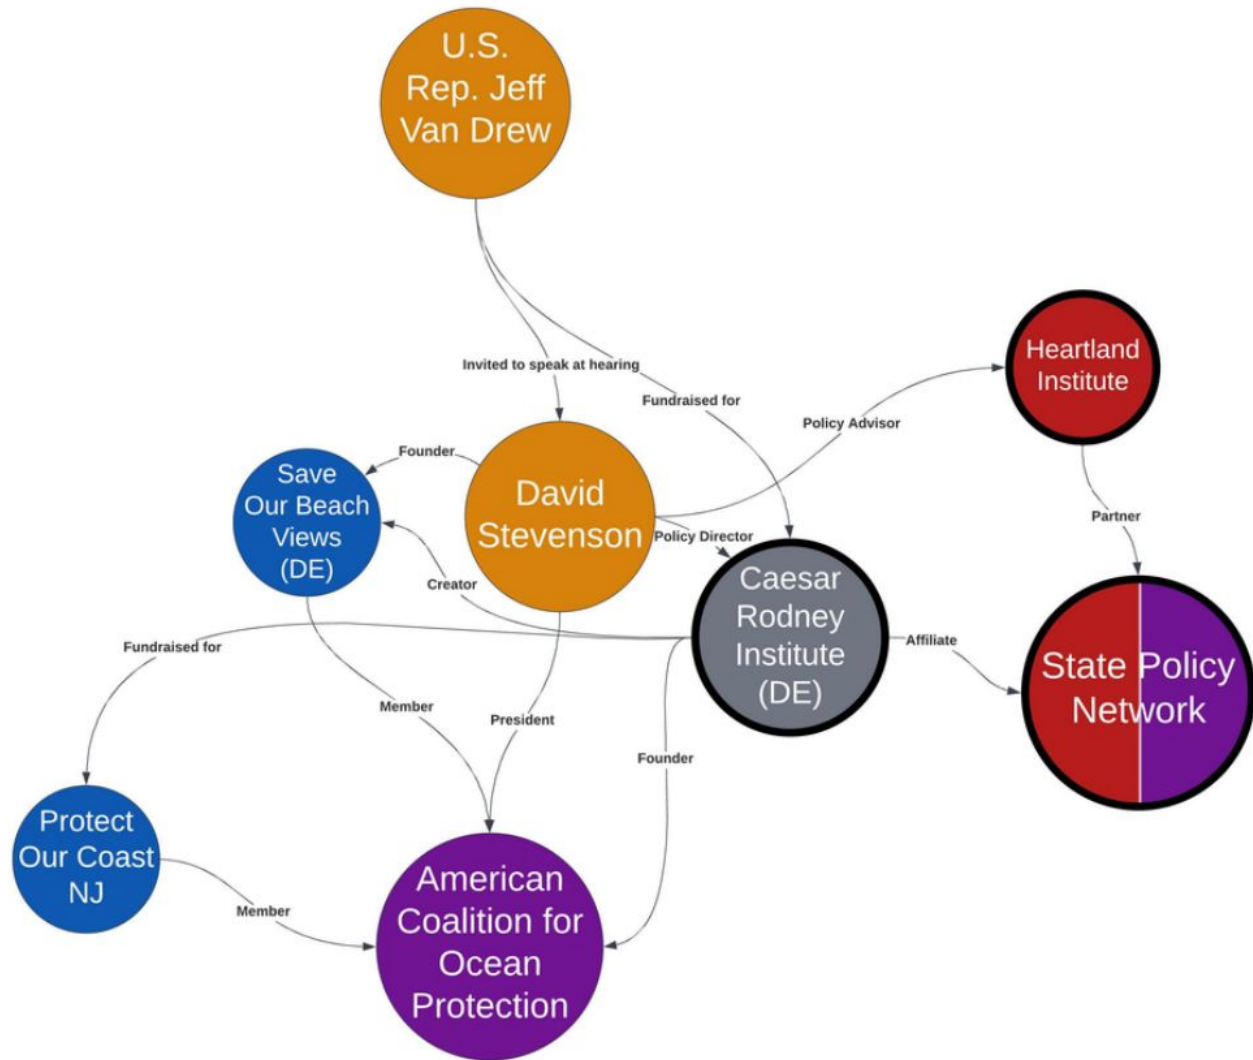 U.S.
Rep. Jeff
Van Drew
Invited to speak at hearing
Fundraised for
Heartland
Institute
Policy Advisor
Founder
Save
Our Beach
Views
(DE)
David
Stevenson
Policy Director
Partner
Creator
Caesar
Rodney
Institute
(DE)
Affiliate
State Policy
Network
Fundraised for
Member
President
Founder
Protect
Our Coast
NJ
Member
American
Coalition for
Ocean
Protection